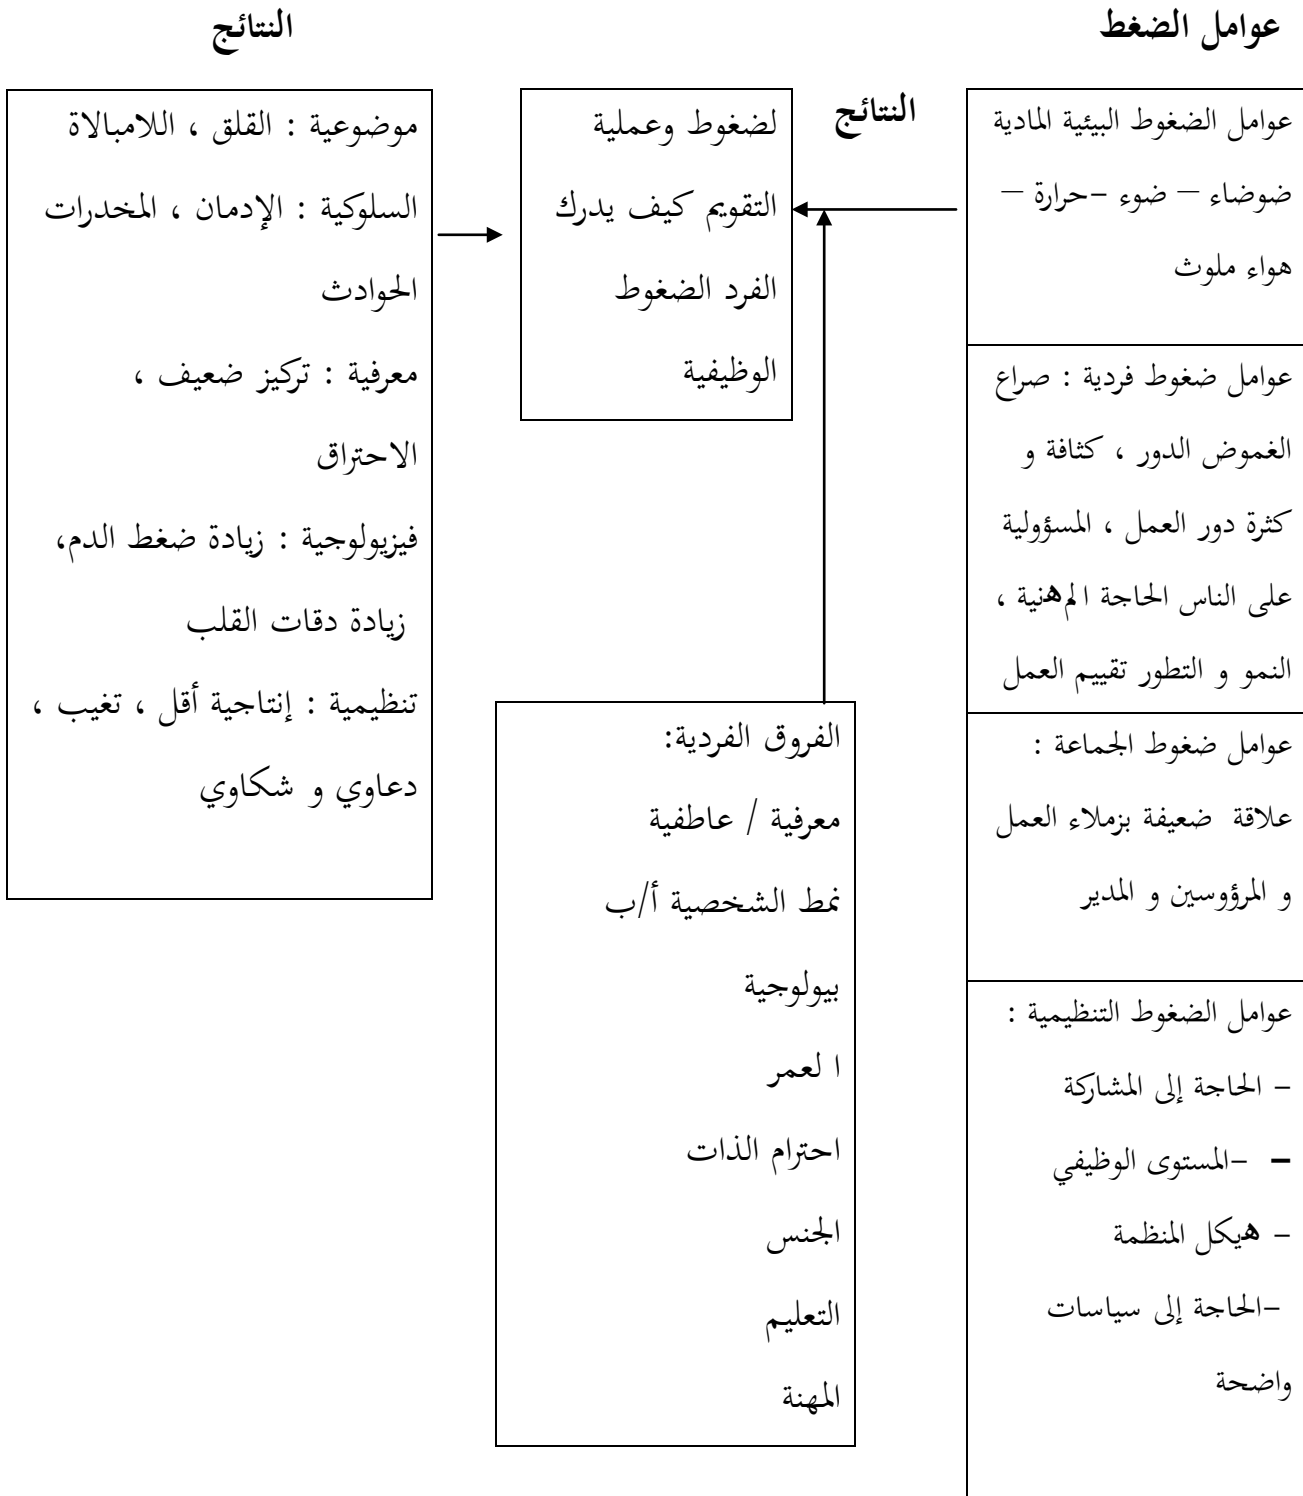 عوامل الضغط
عوامل الضغوط البيئية المادية
ضوضاء – ضوء -حرارة –
هواء ملوث
عوامل ضغوط فردية : صراع
الغموض الدور ، كثافة و
كثرة دور العمل ، المسؤولية
على الناس الحاجة المهنية ،
النمو و التطور تقييم العمل
عوامل ضغوط الجماعة :
علاقة ضعيفة بزملاء العمل
و المرؤوسين و المدير
عوامل الضغوط التنظيمية :
- الحاجة إلى المشاركة
- -المستوى الوظيفي
- هيكل المنظمة
-الحاجة إلى سياسات
واضحة
النتائج
لضغوط وعملية
التقويم كيف يدرك
الفرد الضغوط
الوظيفية
الفروق الفردية:
معرفية / عاطفية
نمط الشخصية أ/ب
بيولوجية
ا لعمر
احترام الذات
الجنس
التعليم
المهنة
النتائج
موضوعية : القلق ، اللامبالاة
السلوكية : الإدمان ، المخدرات
الحوادث
معرفية : تركيز ضعيف ،
الاحتراق
فيزيولوجية : زيادة ضغط الدم،
زيادة دقات القلب
تنظيمية : إنتاجية أقل ، تغيب ،
دعاوي و شكاوي